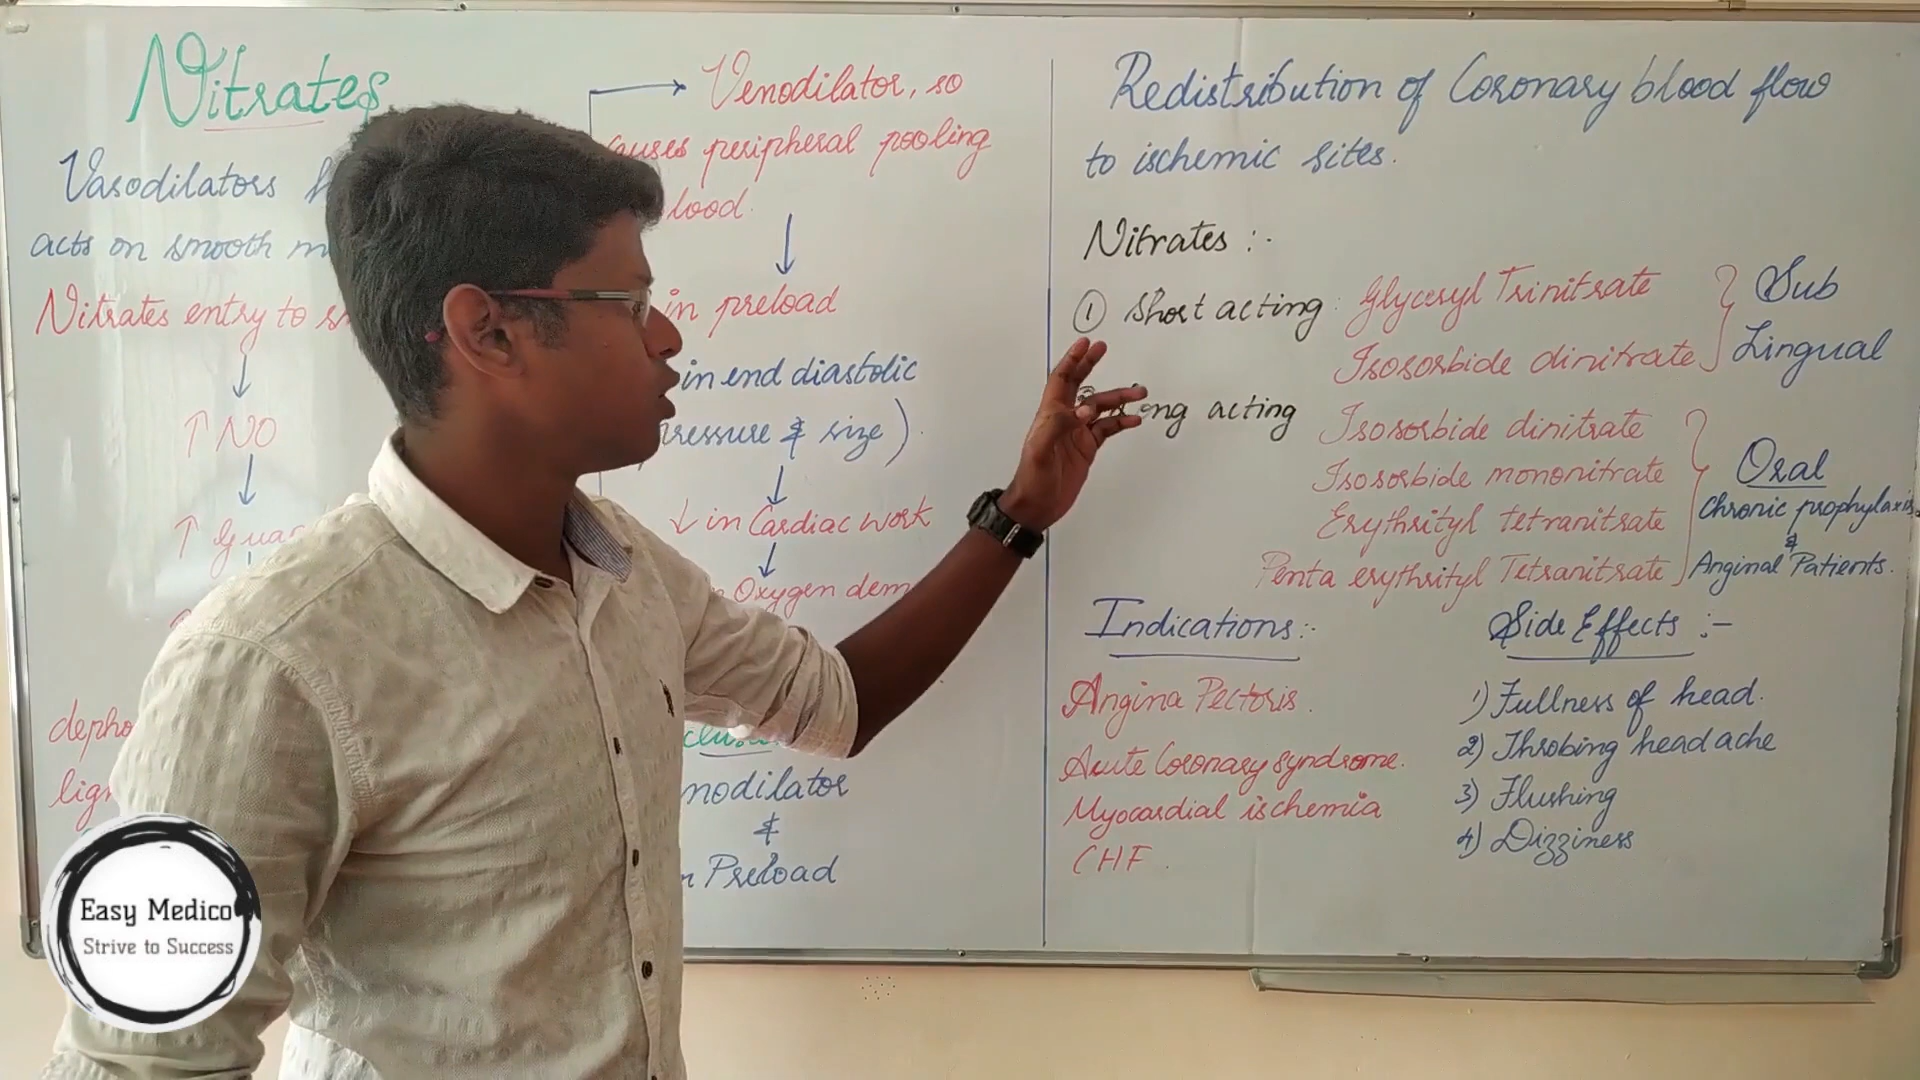 Nitrates
Vasodilators
acts on smooth
Nitrates entry to
↑ NO
↑
Venodilator, so
causes peripheral pooling
blood.
in preload
in end diastolic
pressure & size)
↓ in Cardiac work
Oxygen
Venodilator
&
Preload
Redistribution of Coronary blood flow
to ischemic sites.
Nitrates :-
① Short acting : Glyceryl Trinitrate
Isosorbide dinitrate
Sub
Lingual
Long acting Isosorbide dinitrate
Isosorbide mononitrate
Erythrityl tetranitrate
Penta erythrityl Tetranitrate
Oral
Chronic prophylaxis
&
Anginal Patients.
Indications:-
Angina Pectoris.
Acute Coronary syndrome.
Myocardial ischemia
CHF.
Side Effects :-
1) Fullness of head.
2) Throbing headache
3) Flushing
4) Dizziness
Easy Medico
Strive to Success